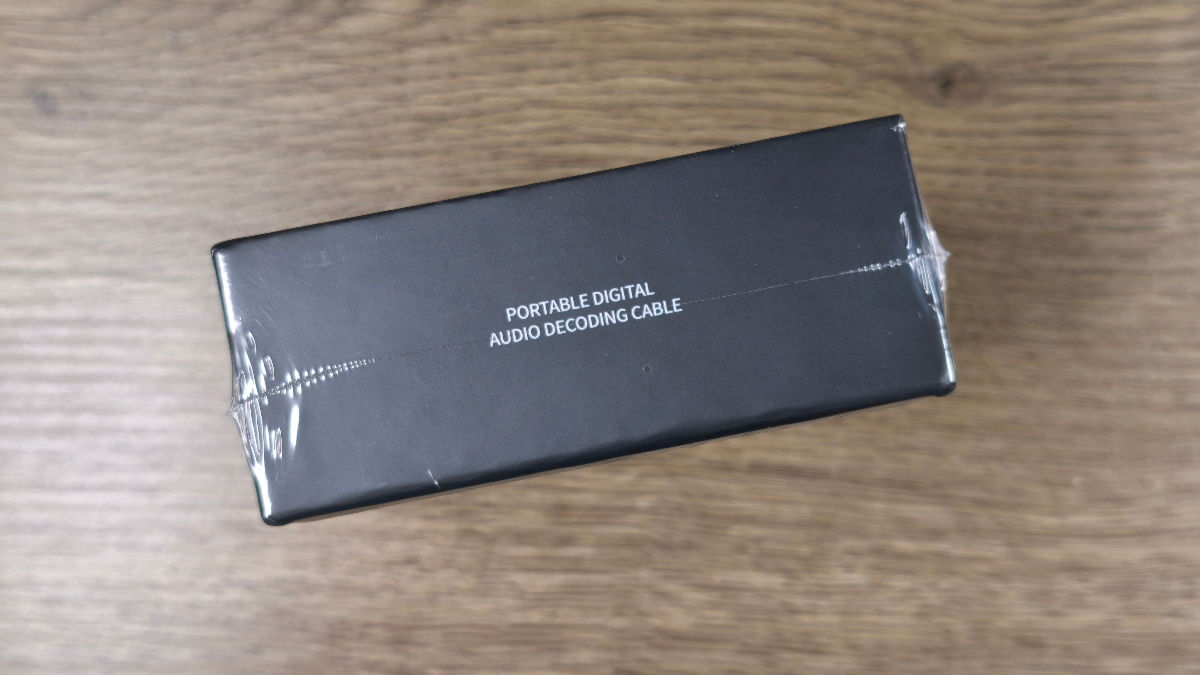 PORTABLE DIGITAL
AUDIO DECODING CABLE